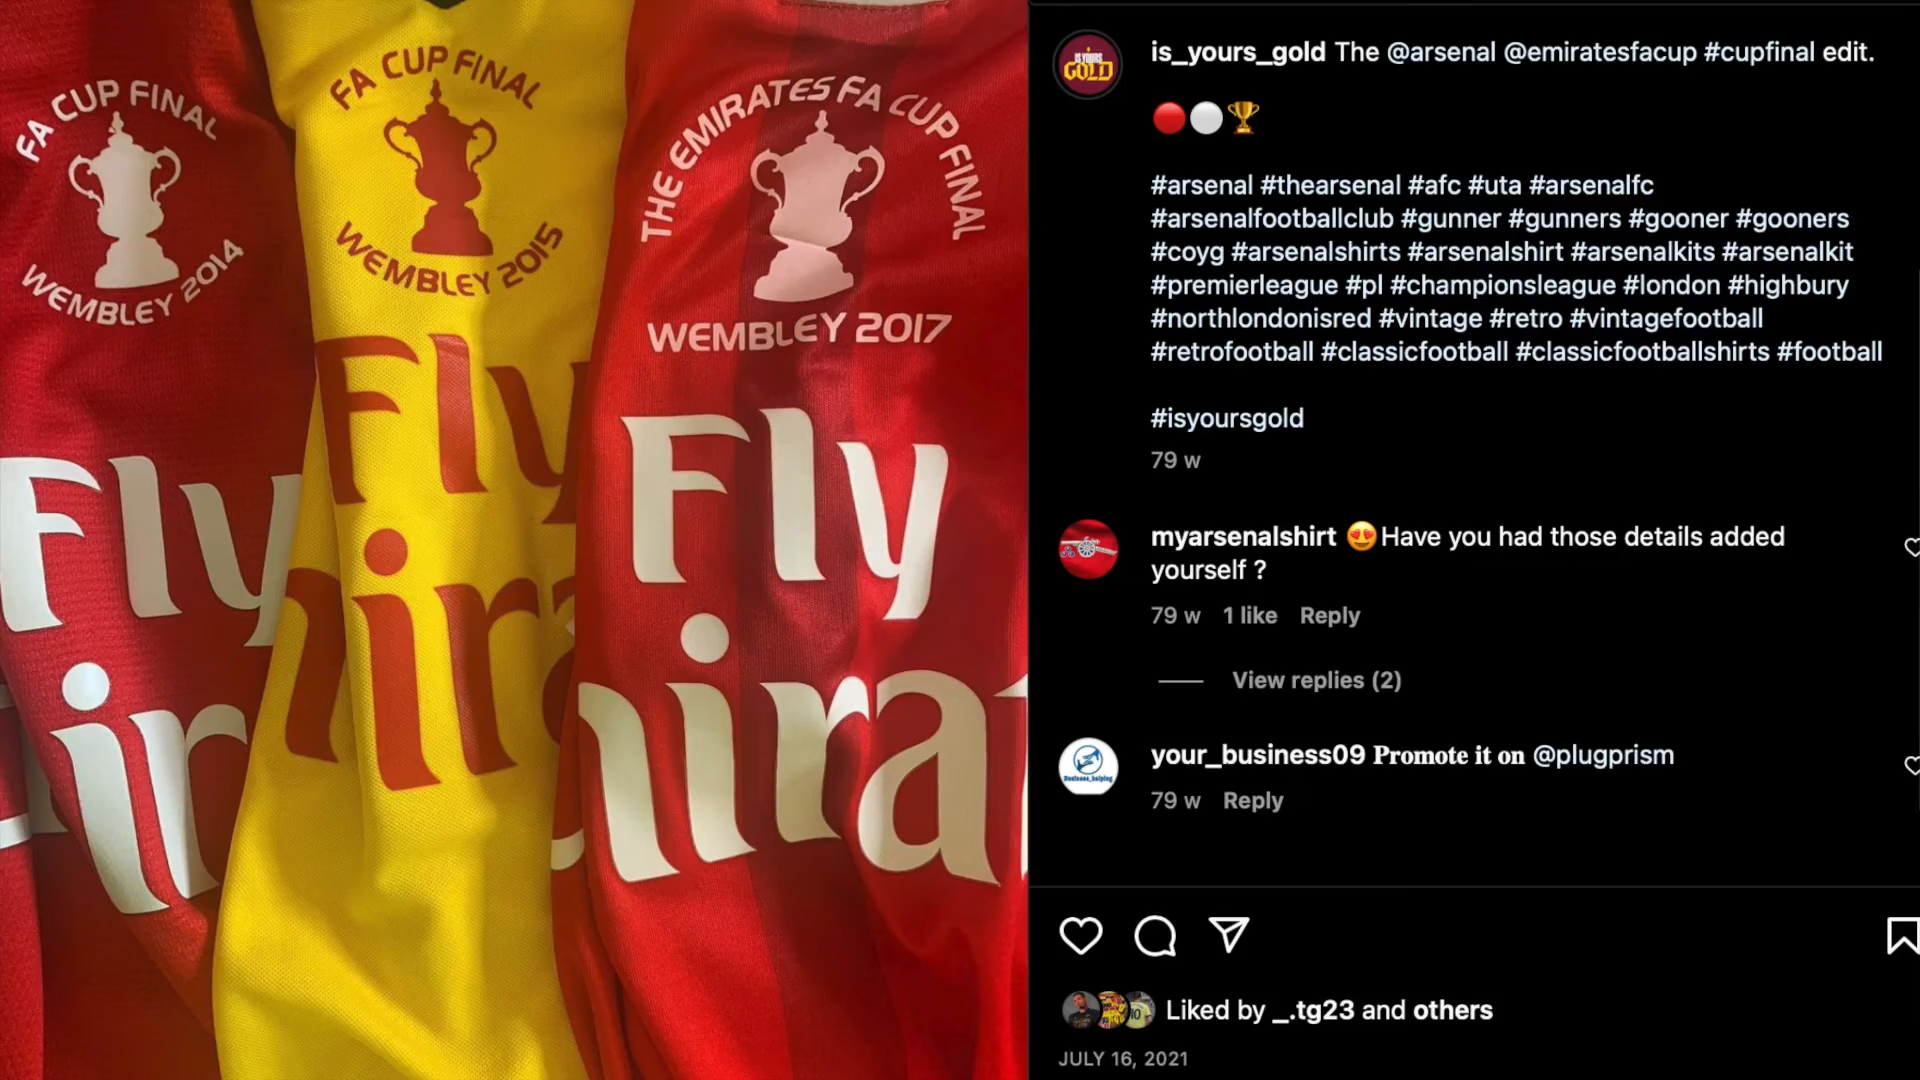 FA CUP FINAL
WEMBLEY 2014
Fly
FA CUP FINAL
WEMBLEY 2015
Fly
THE EMIRATES FA CUP FINAL
WEMBLEY 2017
Fly
IS YOURS
GOLD
is_yours_gold The @arsenal @emiratesfacup #cupfinal edit.
🔴⚪🏆
#arsenal #thearsenal #afc #uta #arsenalfc
#arsenalfootballclub #gunner #gunners #gooner #gooners
#coyg #arsenalshirts #arsenalshirt #arsenalkits #arsenalkit
#premierleague #pl #championsleague #london #highbury
#northlondonisred #vintage #retro #vintagefootball
#retrofootball #classicfootball #classicfootballshirts #football
#isyoursgold
79 w
myarsenalshirt 😍Have you had those details added
yourself ?
79 w 1 like Reply
View replies (2)
your_business09 𝐏𝐫𝐨𝐦𝐨𝐭𝐞 𝐢𝐭 𝐨𝐧 @plugprism
79 w Reply
Liked by _.tg23 and others
JULY 16, 2021